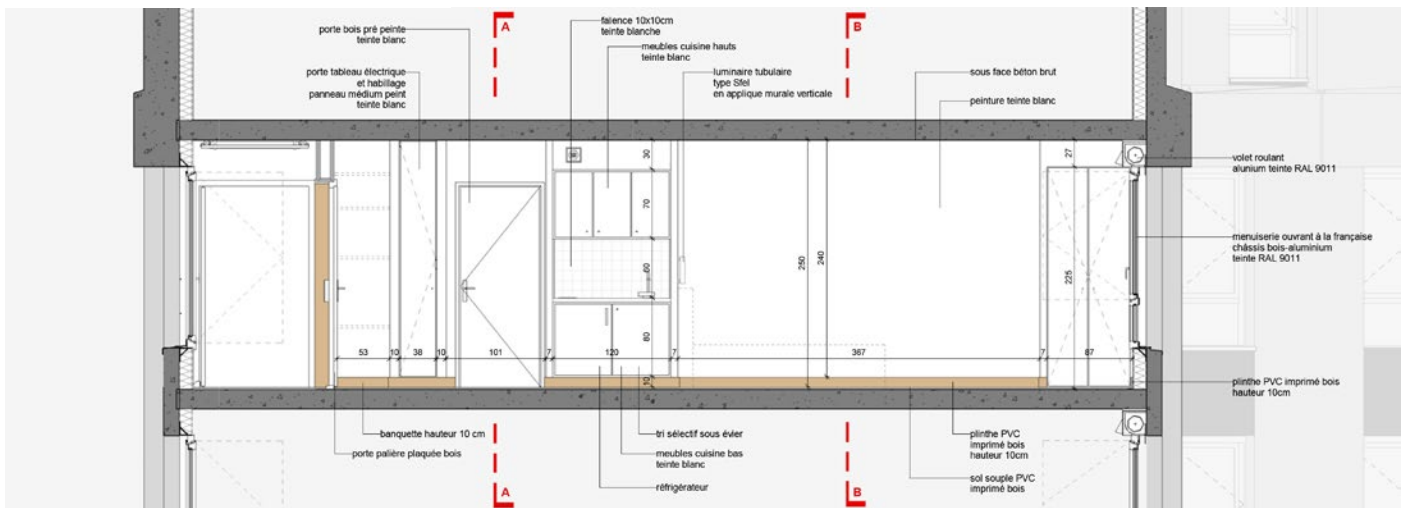 A
B
porte bois pré peinte
teinte blanc
faïence 10x10cm
teinte blanche
meubles cuisine hauts
teinte blanc
porte tableau électrique
et habillage
panneau médium peint
teinte blanc
luminaire tubulaire
type Sfel
en applique murale verticale
sous face béton brut
peinture teinte blanc
volet roulant
alunium teinte RAL 9011
menuiserie ouvrant à la française
châssis bois-aluminium
teinte RAL 9011
plinthe PVC imprimé bois
hauteur 10cm
30
70
60
80
10
250
240
27
225
53
10
38
10
101
7
120
7
367
7
87
banquette hauteur 10 cm
porte palière plaquée bois
tri sélectif sous évier
meubles cuisine bas
teinte blanc
réfrigérateur
plinthe PVC
imprimé bois
hauteur 10cm
sol souple PVC
imprimé bois
A
B